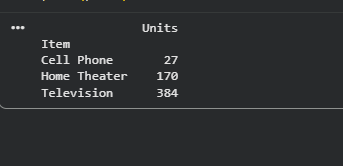 Units
Item
Cell Phone 27
Home Theater 170
Television 384